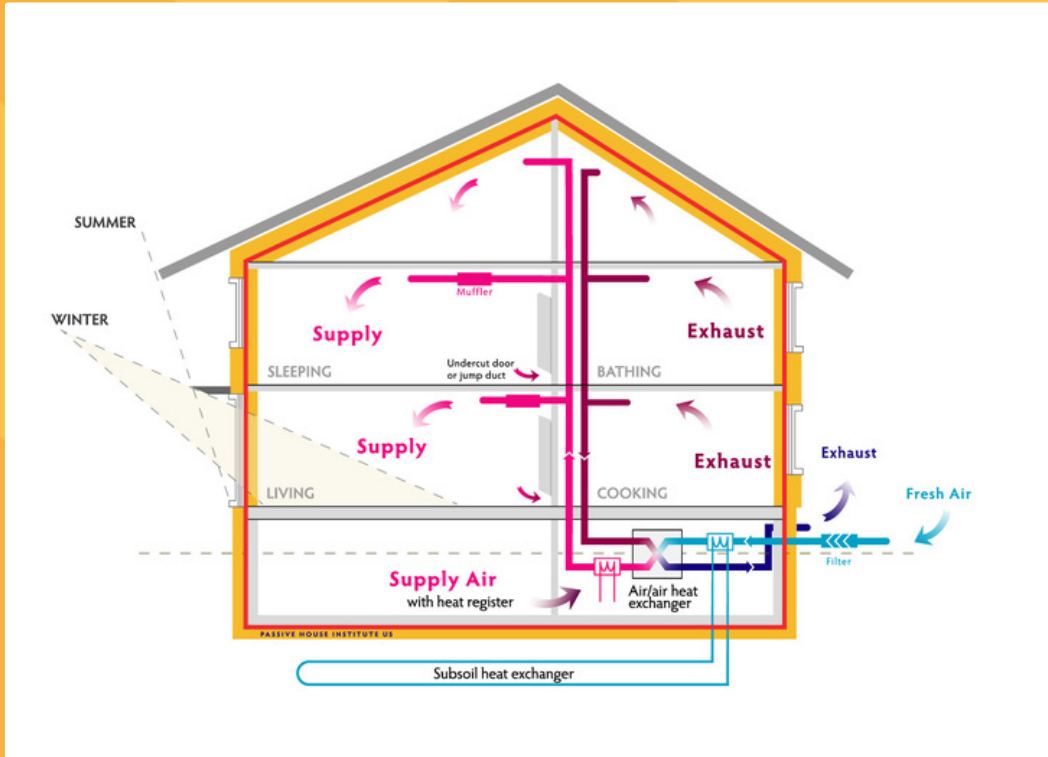 SUMMER
WINTER
Muffler
Supply
Exhaust
SLEEPING
Undercut door
or jump duct
BATHING
Supply
Exhaust
LIVING
COOKING
Exhaust
Fresh Air
Filter
Supply Air
with heat register
Air/air heat
exchanger
PASSIVE HOUSE INSTITUTE US
Subsoil heat exchanger